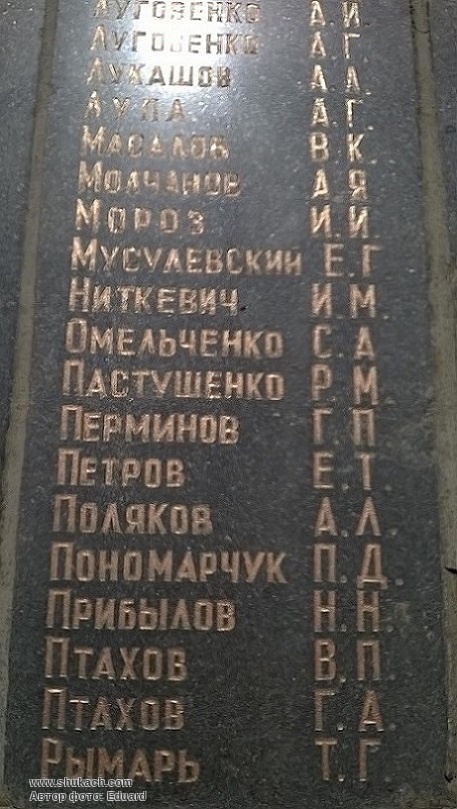 Луговенко А.И.
Луговенко А.Г.
Лукашов А.А.
Лупа А.Г.
Масалов В.К.
Молчанов А.Я
Мороз И.И.
Мусулевский Е.Г
Ниткевич И.М.
Омельченко С.А
Пастушенко Р.М
Перминов Г.П
Петров Е.Т
Поляков А.Л.
Пономарчук П.Д.
Прибылов Н.Н.
Птахов В.П.
Птахов Г.А.
Рымарь Т.Г.
www.shukach.com
Автор фото: Eduard